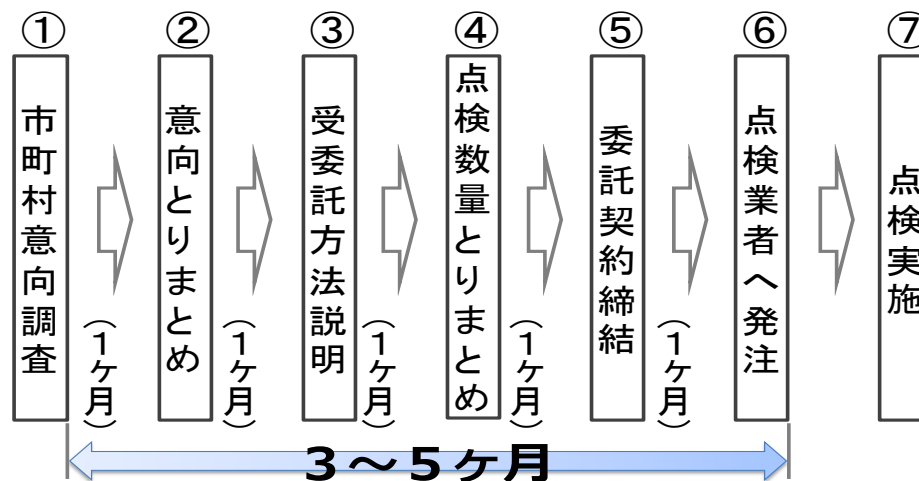 ①
市町村意向調査
(1ヶ月)
②
意向とりまとめ
(1ヶ月)
③
受委託方法説明
(1ヶ月)
④
点検数量とりまとめ
(1ヶ月)
⑤
委託契約締結
(1ヶ月)
⑥
点検業者へ発注
⑦
点検実施
3～5ヶ月